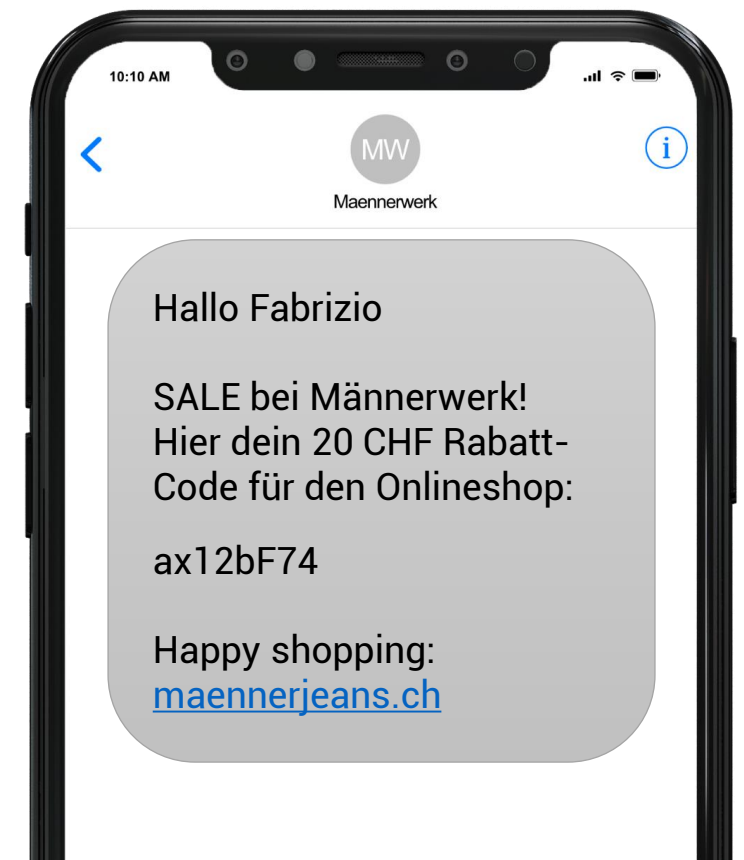 10:10 AM
MW
i
Maennerwerk
Hallo Fabrizio
SALE bei Männerwerk!
Hier dein 20 CHF Rabatt-
Code für den Onlineshop:
ax12bF74
Happy shopping:
maennerjeans.ch